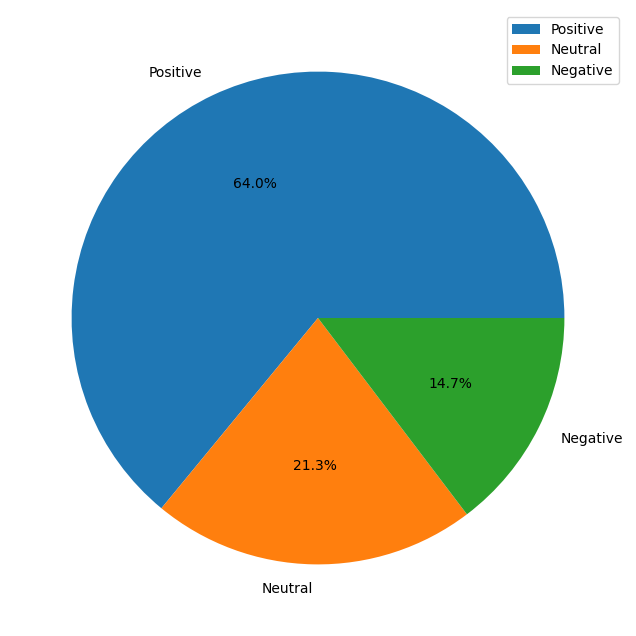 Positive
Neutral
Negative
Positive
64.0%
14.7%
Negative
21.3%
Neutral